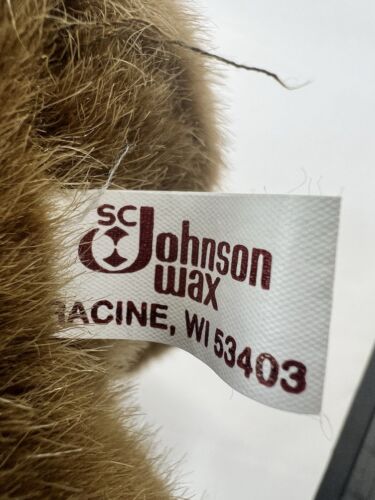 SC
Johnson
wax
RACINE, WI 53403